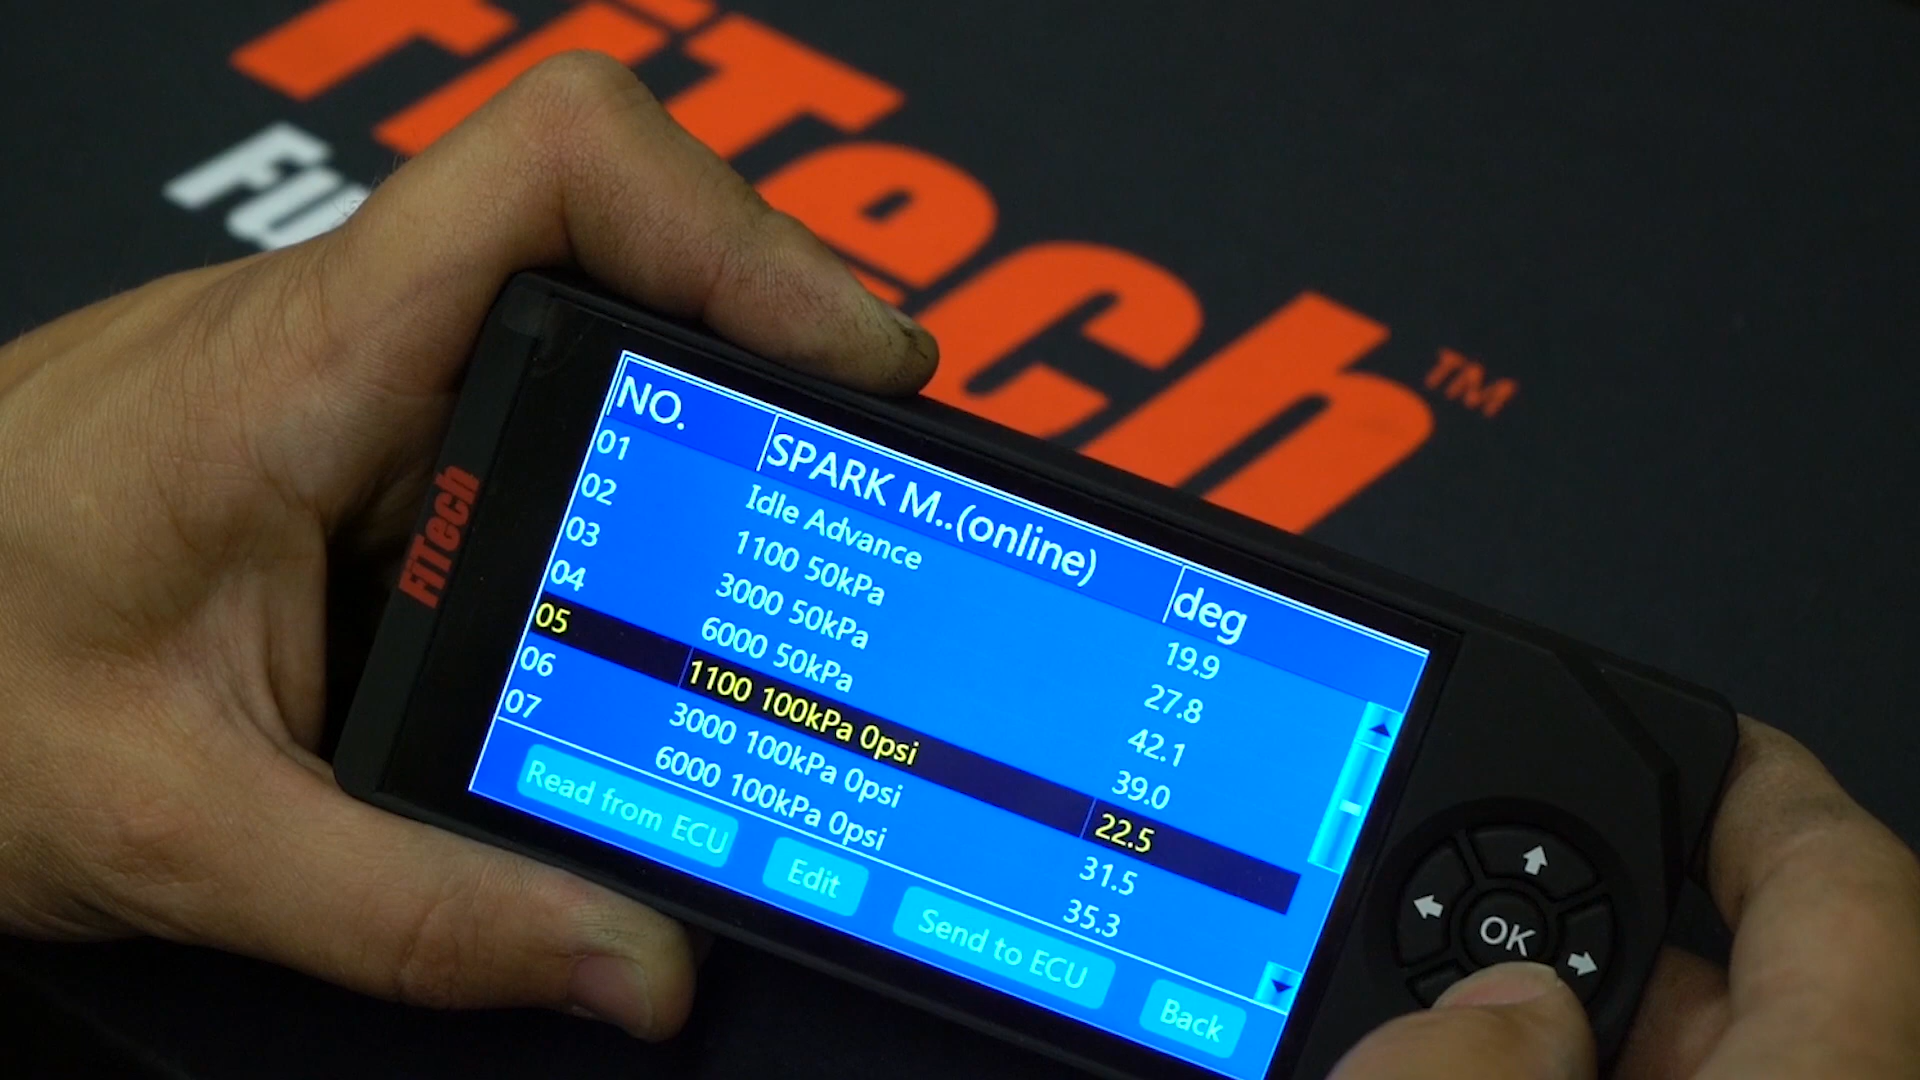 FiTech™
Fu
FiTech
NO. SPARK M..(online) deg
01 Idle Advance 19.9
02 1100 50kPa 27.8
03 3000 50kPa 42.1
04 6000 50kPa 39.0
05 1100 100kPa 0psi 22.5
06 3000 100kPa 0psi 31.5
07 6000 100kPa 0psi 35.3
Read from ECU Edit Send to ECU Back
OK